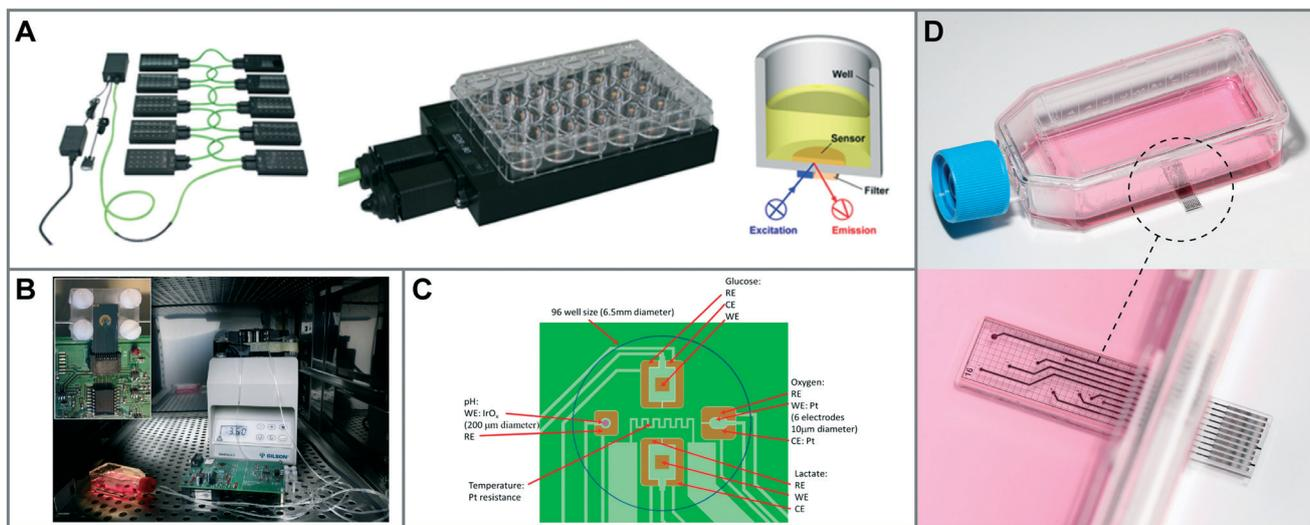 A
Well
Sensor
Filter
Excitation
Emission
B
GILSON
C
Glucose:
RE
CE
WE
96 well size (6.5mm diameter)
pH:
WE: IrOₓ
(200 µm diameter)
RE
Oxygen:
RE
WE: Pt
(6 electrodes
10µm diameter)
CE: Pt
Temperature:
Pt resistance
Lactate:
RE
WE
CE
D
16